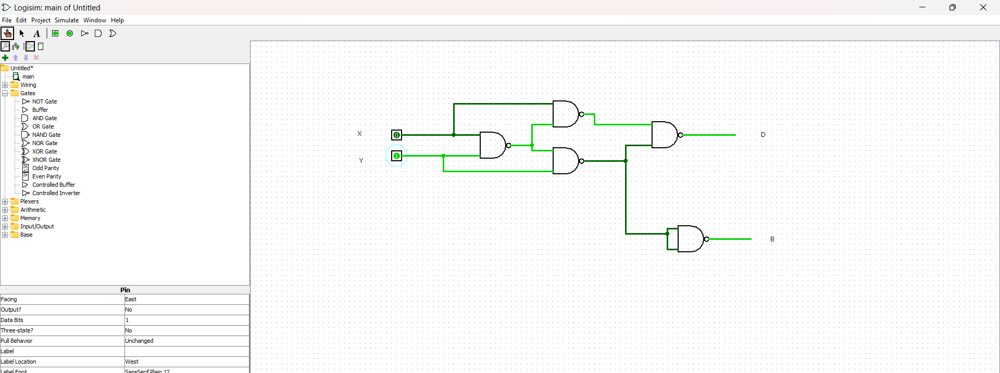 Logisim: main of Untitled
File Edit Project Simulate Window Help
A
Untitled*
main
Wiring
Gates
NOT Gate
Buffer
AND Gate
OR Gate
NAND Gate
NOR Gate
XOR Gate
XNOR Gate
2k+1 Odd Parity
2k Even Parity
Controlled Buffer
Controlled Inverter
Plexers
Arithmetic
Memory
Input/Output
Base
Pin
Facing East
Output? No
Data Bits 1
Three-state? No
Pull Behavior Unchanged
Label
Label Location West
Label Font SansSerif Plain 12
X 0
Y 1
D
B